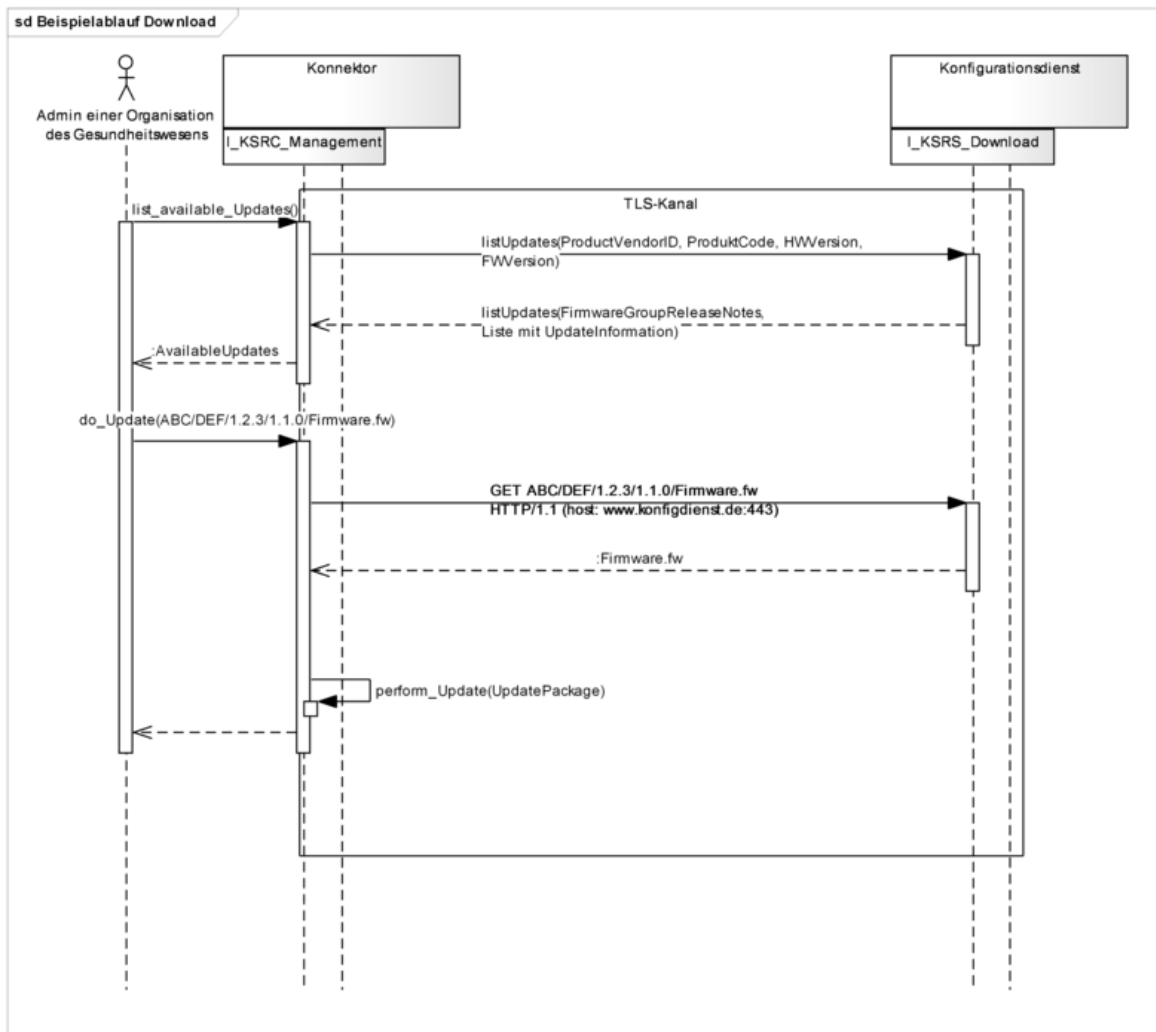 sd Beispielablauf Download
Admin einer Organisation
des Gesundheitswesens
Konnektor
I_KSRC_Management
Konfigurationsdienst
I_KSRS_Download
TLS-Kanal
list_available_Updates()
listUpdates(ProductVendorID, ProduktCode, HWVersion,
FWVersion)
listUpdates(FirmwareGroupReleaseNotes,
Liste mit UpdateInformation)
:AvailableUpdates
do_Update(ABC/DEF/1.2.3/1.1.0/Firmware.fw)
GET ABC/DEF/1.2.3/1.1.0/Firmware.fw
HTTP/1.1 (host: www.konfigdienst.de:443)
:Firmware.fw
perform_Update(UpdatePackage)